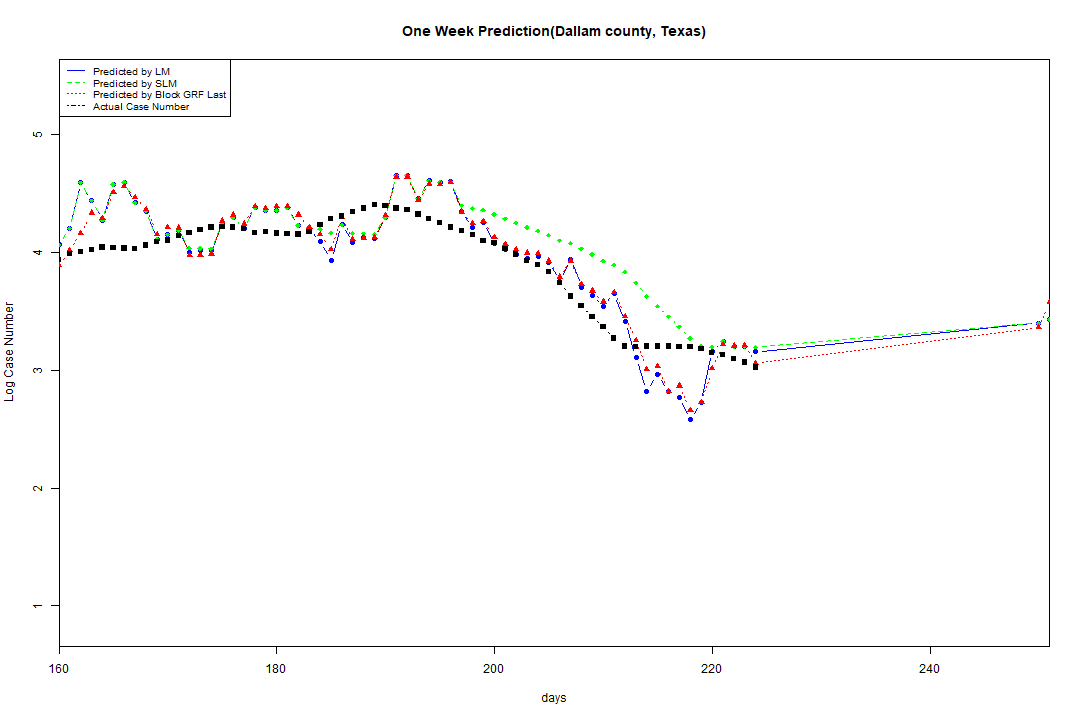 One Week Prediction(Dallam county, Texas)
Predicted by LM
Predicted by SLM
Predicted by Block GRF Last
Actual Case Number
5
4
3
2
1
Log Case Number
160 180 200 220 240
days